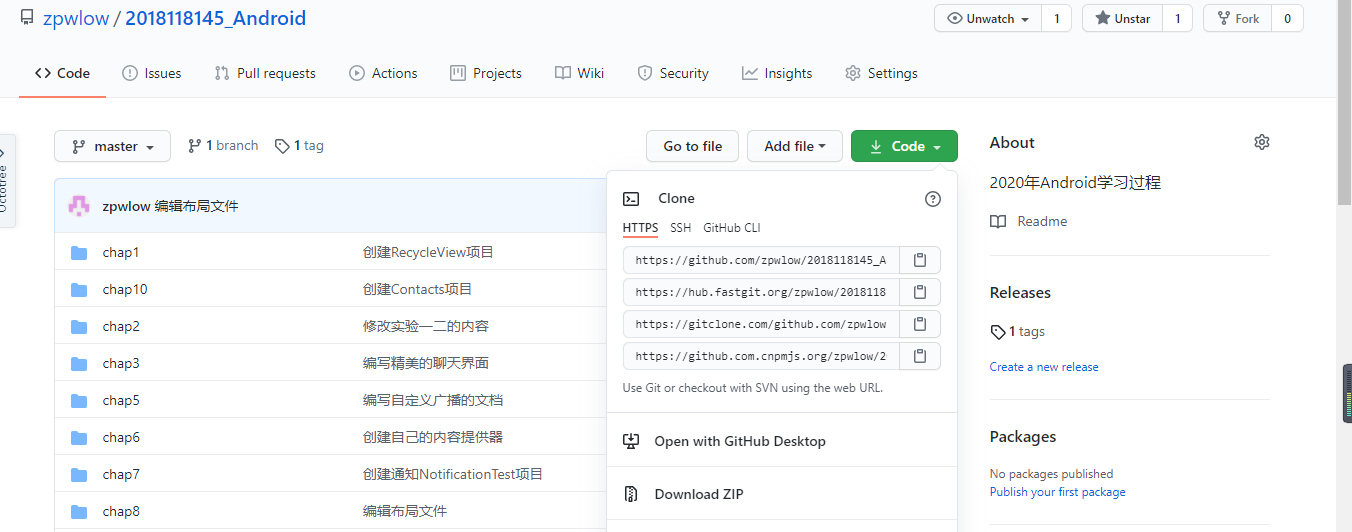 zpwlow / 2018118145_Android
Unwatch 1
Unstar 1
Fork 0
Code
Issues
Pull requests
Actions
Projects
Wiki
Security
Insights
Settings
Octotree
master
1 branch
1 tag
Go to file
Add file
Code
zpwlow 编辑布局文件
chap1 创建RecycleView项目
chap10 创建Contacts项目
chap2 修改实验一二的内容
chap3 编写精美的聊天界面
chap5 编写自定义广播的文档
chap6 创建自己的内容提供器
chap7 创建通知NotificationTest项目
chap8 编辑布局文件
Clone
HTTPS SSH GitHub CLI
https://github.com/zpwlow/2018118145_A
https://hub.fastgit.org/zpwlow/2018118
https://gitclone.com/github.com/zpwlow
https://github.com.cnpmjs.org/zpwlow/2
Use Git or checkout with SVN using the web URL.
Open with GitHub Desktop
Download ZIP
About
2020年Android学习过程
Readme
Releases
1 tags
Create a new release
Packages
No packages published
Publish your first package